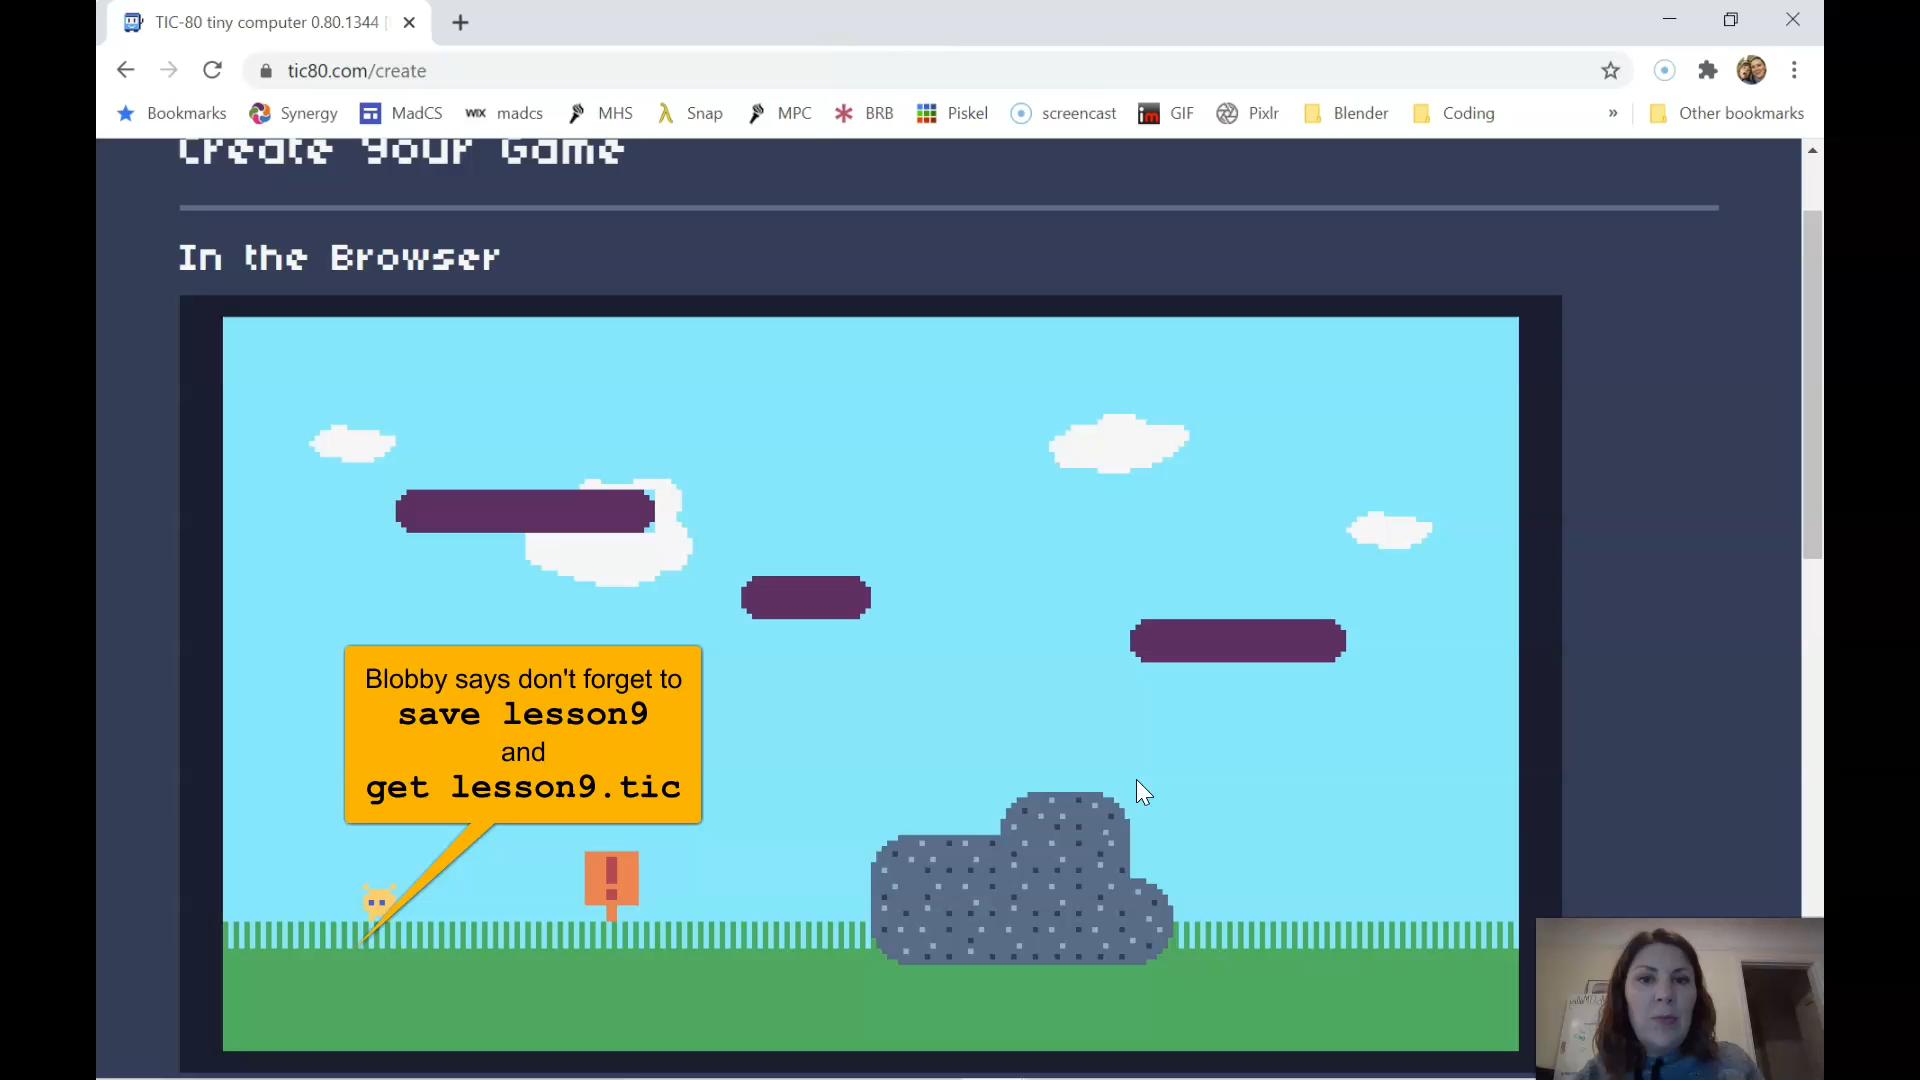 TIC-80 tiny computer 0.80.1344
tic80.com/create
Bookmarks Synergy MadCS WiX madcs MHS Snap MPC BRB Piskel screencast im GIF Pixlr Blender Coding » Other bookmarks
Create your Game
In the Browser
Blobby says don't forget to
save lesson9
and
get lesson9.tic
!